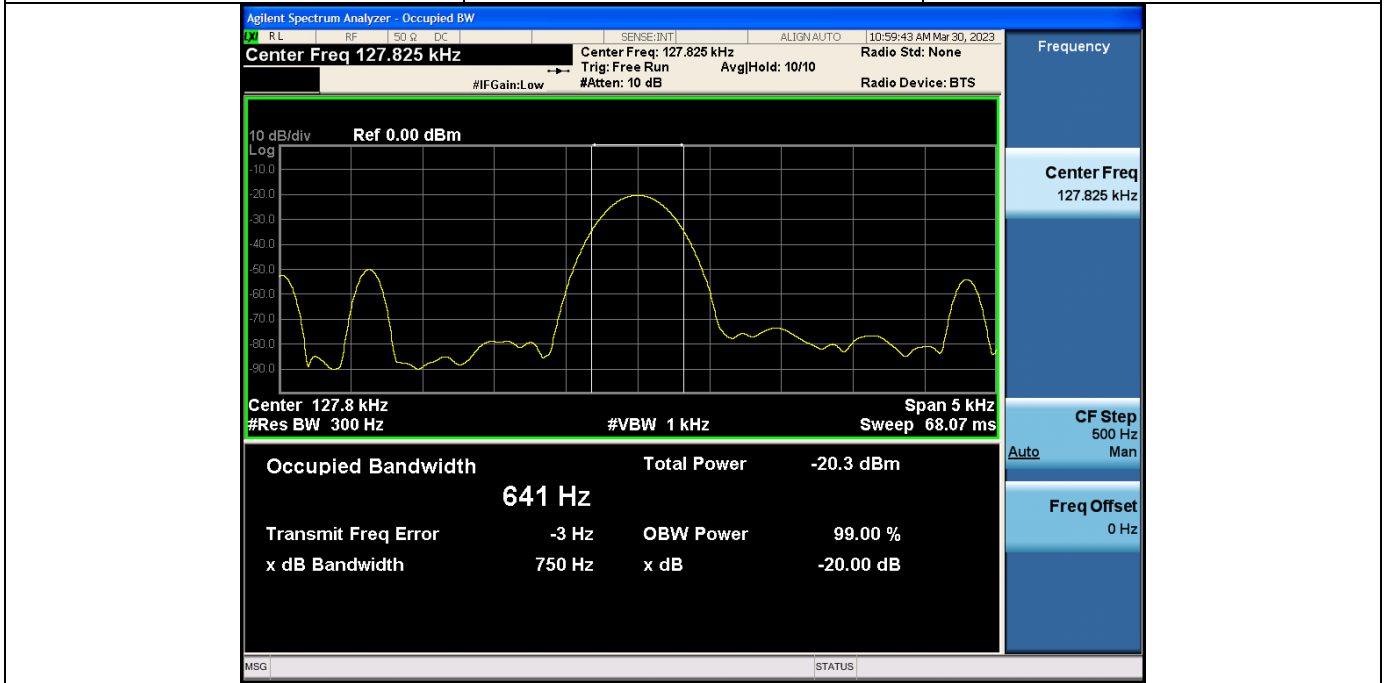 Agilent Spectrum Analyzer - Occupied BW
LXI RL RF 50 Ω DC SENSE:INT ALIGN AUTO 10:59:43 AM Mar 30, 2023
Center Freq 127.825 kHz
Center Freq: 127.825 kHz
Radio Std: None
Trig: Free Run Avg|Hold: 10/10
#IFGain:Low
#Atten: 10 dB
Radio Device: BTS
10 dB/div Ref 0.00 dBm
Log
-10.0
-20.0
-30.0
-40.0
-50.0
-60.0
-70.0
-80.0
-90.0
Center 127.8 kHz Span 5 kHz
#Res BW 300 Hz #VBW 1 kHz Sweep 68.07 ms
Occupied Bandwidth Total Power -20.3 dBm
641 Hz
Transmit Freq Error -3 Hz OBW Power 99.00 %
x dB Bandwidth 750 Hz x dB -20.00 dB
MSG STATUS
Frequency
Center Freq
127.825 kHz
CF Step
500 Hz
Auto Man
Freq Offset
0 Hz